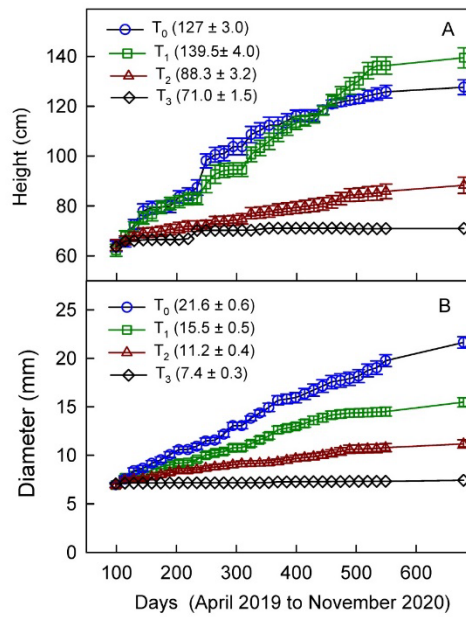 A
T₀ (127 ± 3.0)
T₁ (139.5± 4.0)
T₂ (88.3 ± 3.2)
T₃ (71.0 ± 1.5)
140
120
100
80
60
Height (cm)
B
T₀ (21.6 ± 0.6)
T₁ (15.5 ± 0.5)
T₂ (11.2 ± 0.4)
T₃ (7.4 ± 0.3)
25
20
15
10
5
0
Diameter (mm)
100 200 300 400 500 600
Days (April 2019 to November 2020)